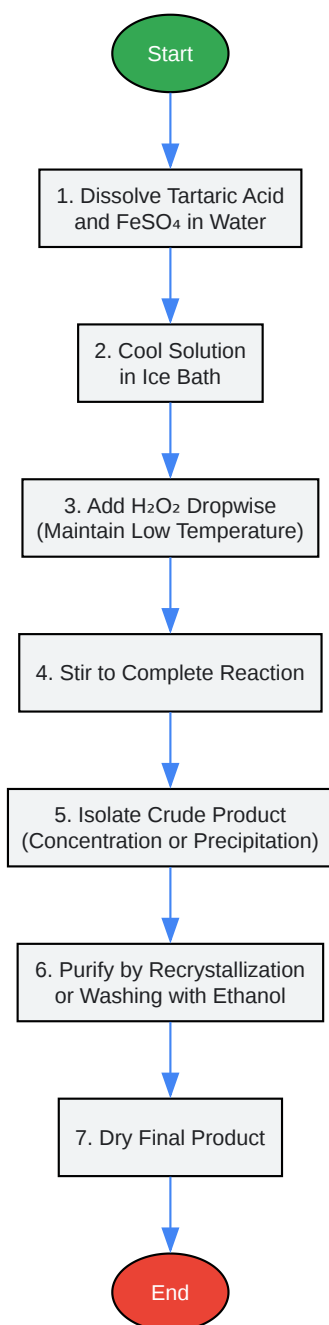 Start
1. Dissolve Tartaric Acid
and FeSO₄ in Water
2. Cool Solution
in Ice Bath
3. Add H₂O₂ Dropwise
(Maintain Low Temperature)
4. Stir to Complete Reaction
5. Isolate Crude Product
(Concentration or Precipitation)
6. Purify by Recrystallization
or Washing with Ethanol
7. Dry Final Product
End